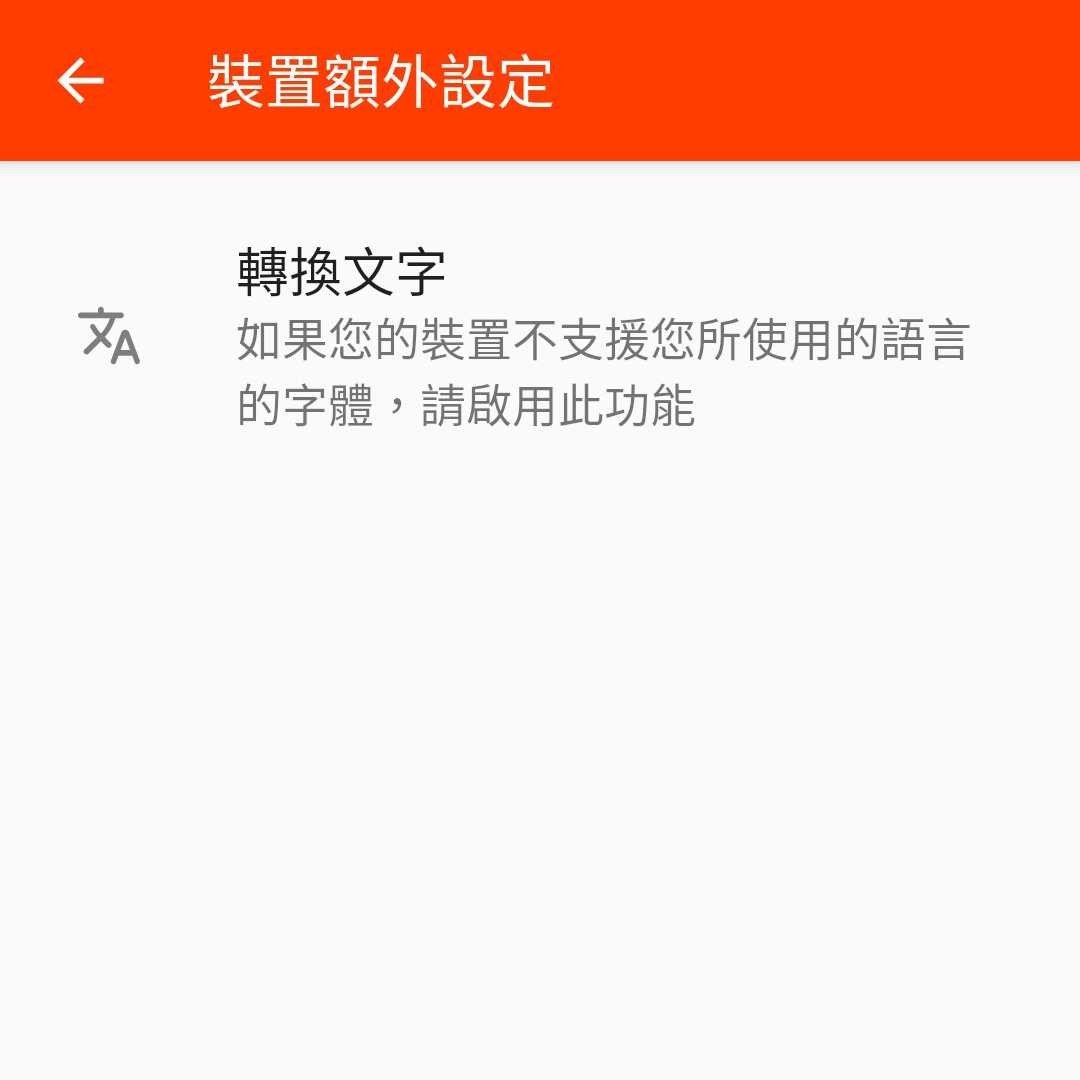 裝置額外設定
轉換文字
如果您的裝置不支援您所使用的語言
的字體，請啟用此功能